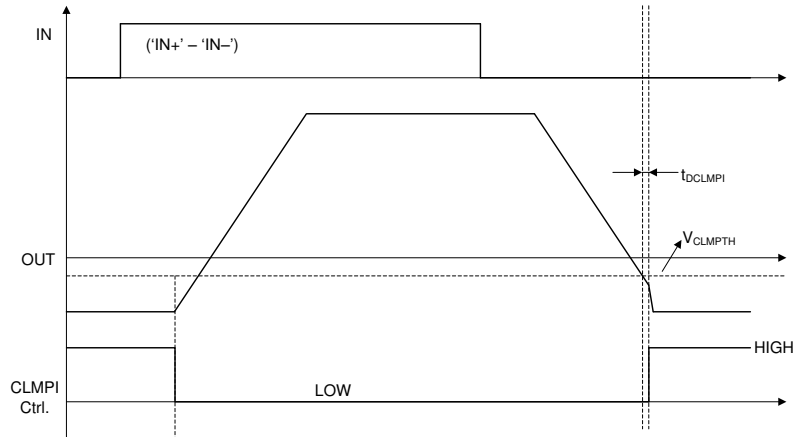 IN
(‘IN+’ – ‘IN–’)
tDCLMPI
VCLMPTH
OUT
HIGH
CLMPI
Ctrl.
LOW